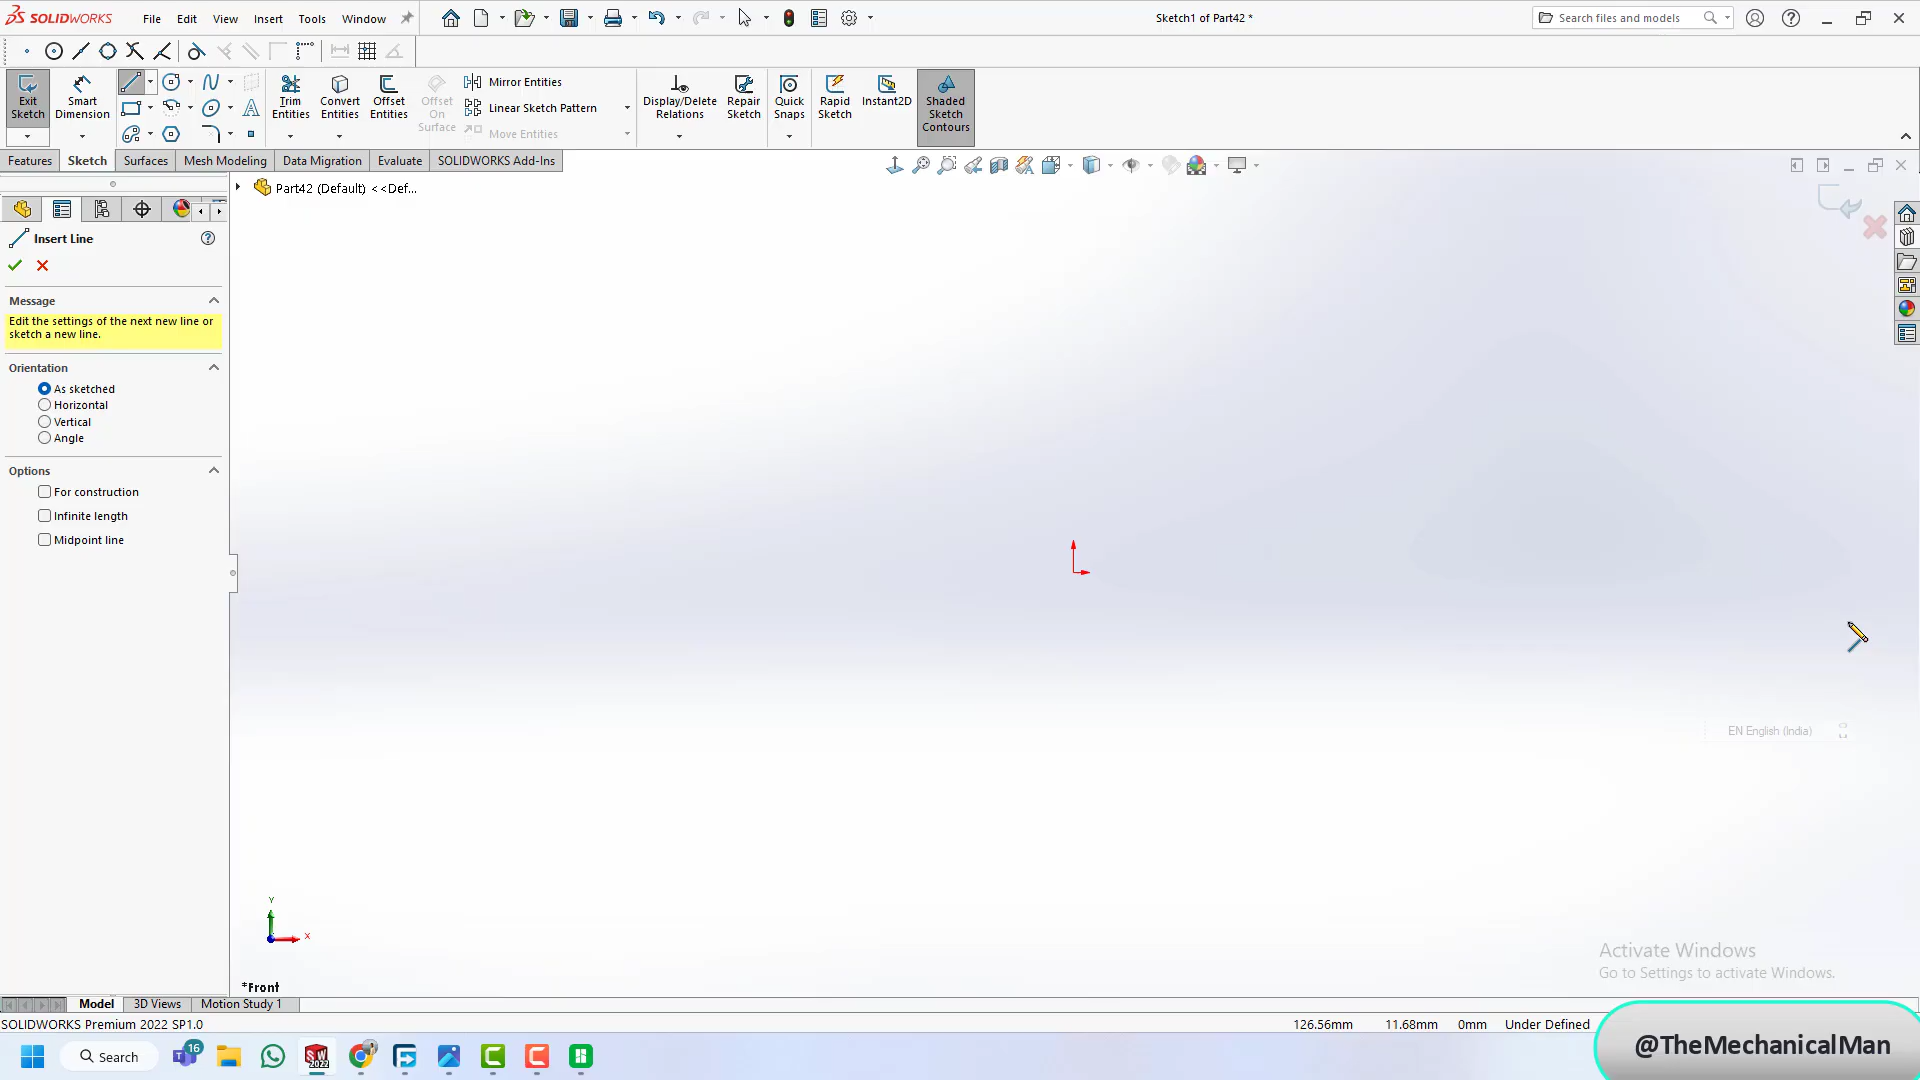 SOLIDWORKS
File
Edit
View
Insert
Tools
Window
Sketch1 of Part42 *
Search files and models
Exit
Sketch
Smart
Dimension
Trim
Entities
Convert
Entities
Offset
Entities
Offset
On
Surface
Mirror Entities
Linear Sketch Pattern
Move Entities
Display/Delete
Relations
Repair
Sketch
Quick
Snaps
Rapid
Sketch
Instant2D
Shaded
Sketch
Contours
Features
Sketch
Surfaces
Mesh Modeling
Data Migration
Evaluate
SOLIDWORKS Add-Ins
Part42 (Default) <<Def...
Insert Line
Message
Edit the settings of the next new line or
sketch a new line.
Orientation
As sketched
Horizontal
Vertical
Angle
Options
For construction
Infinite length
Midpoint line
EN English (India)
Y
X
*Front
Activate Windows
Go to Settings to activate Windows.
Model
3D Views
Motion Study 1
SOLIDWORKS Premium 2022 SP1.0
126.56mm
11.68mm
0mm
Under Defined
@TheMechanicalMan
Search
16
SW
2022